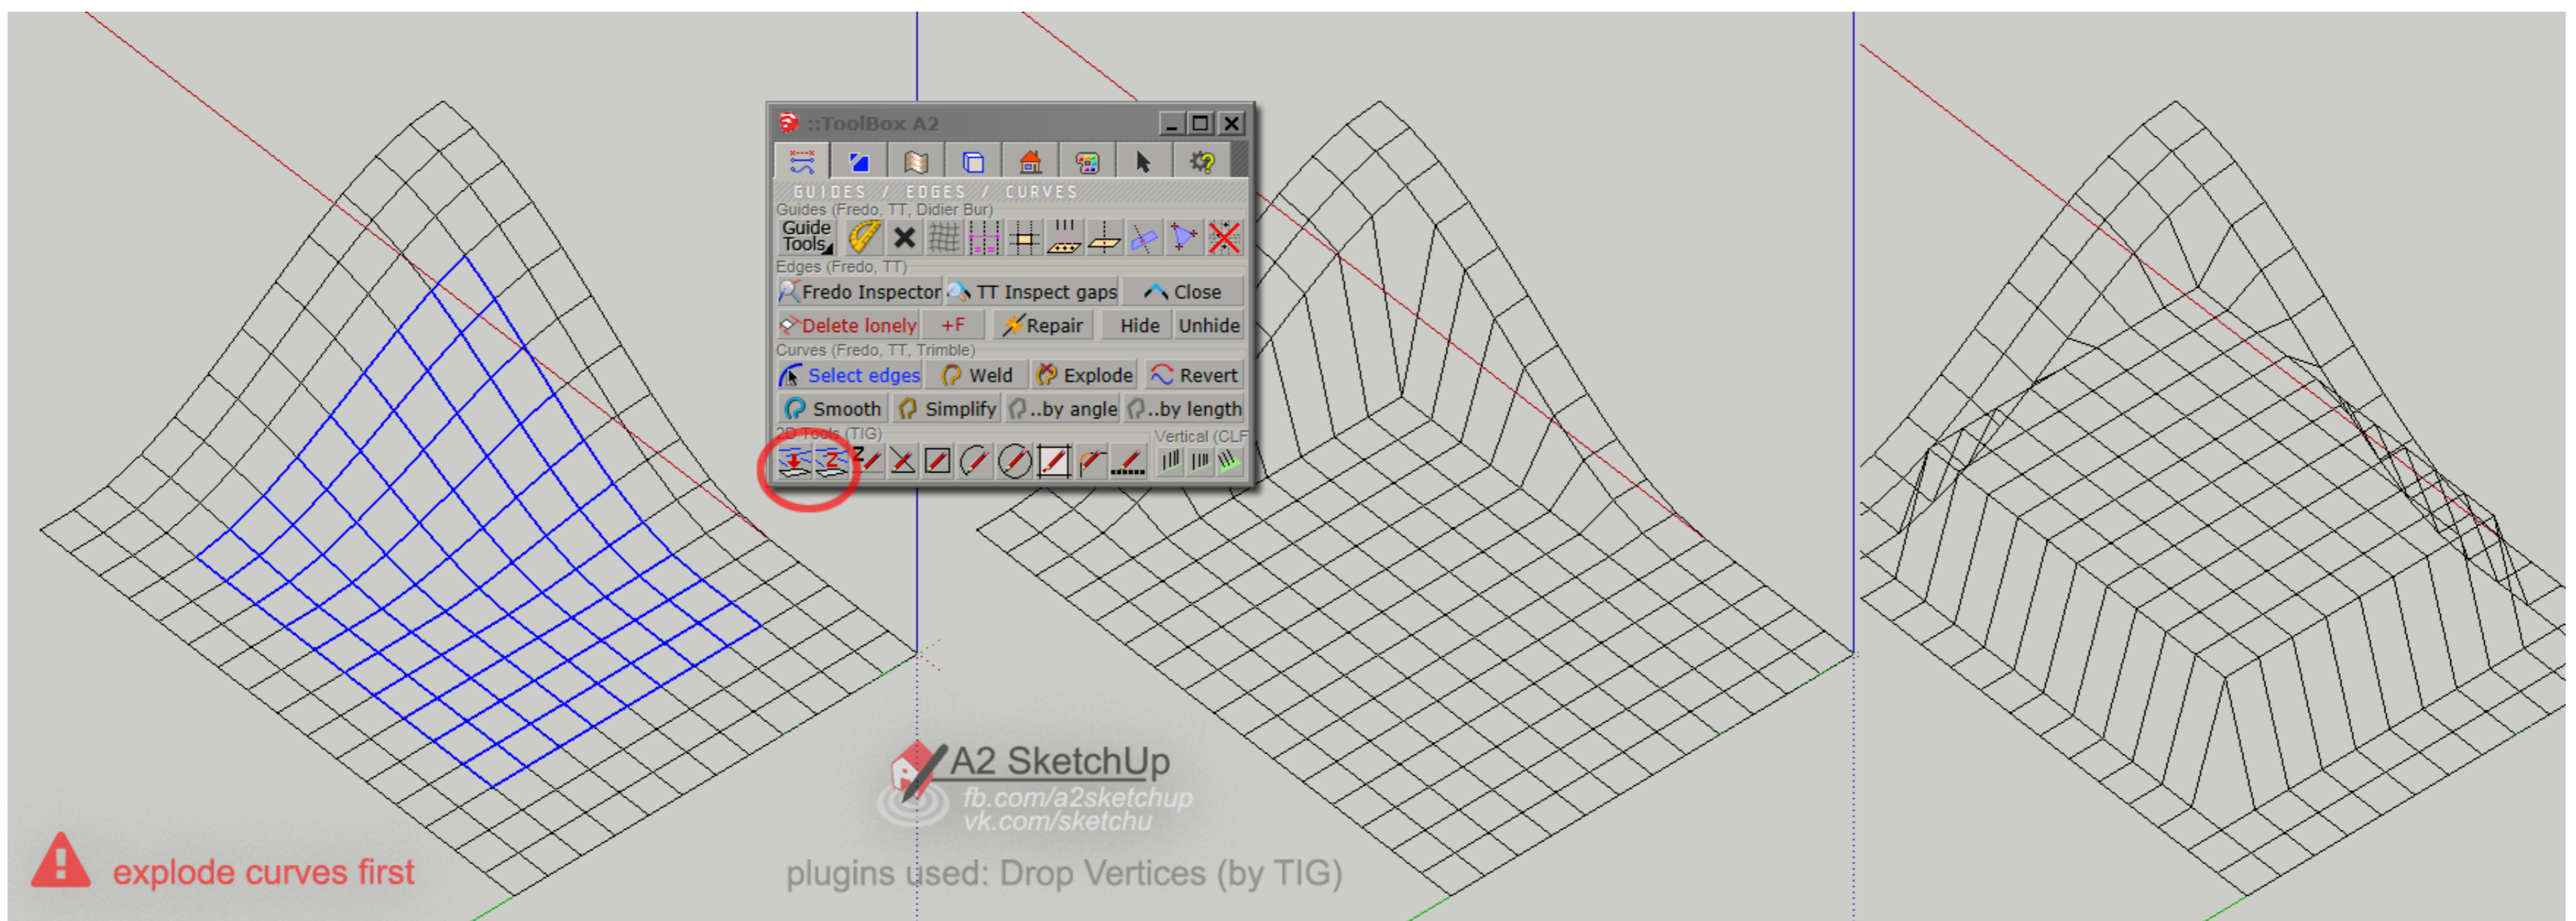 ::ToolBox A2
GUIDES / EDGES / CURVES
Guides (Fredo, TT, Didier Bur)
Guide Tools
Edges (Fredo, TT)
Fredo Inspector TT Inspect gaps Close
Delete lonely +F Repair Hide Unhide
Curves (Fredo, TT, Trimble)
Select edges Weld Explode Revert
Smooth Simplify ..by angle ..by length
2D Tools (TIG) Vertical (CLF
Z Z
A2 SketchUp
fb.com/a2sketchup
vk.com/sketchu
explode curves first
plugins used: Drop Vertices (by TIG)